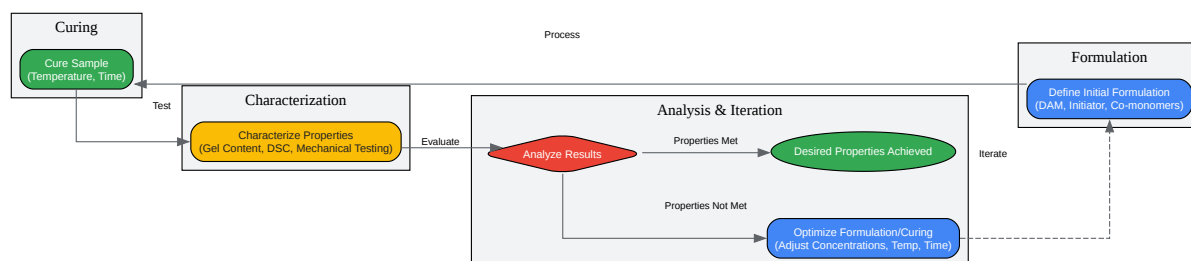 Curing
Cure Sample
(Temperature, Time)
Process
Formulation
Define Initial Formulation
(DAM, Initiator, Co-monomers)
Test
Characterization
Characterize Properties
(Gel Content, DSC, Mechanical Testing)
Evaluate
Analysis & Iteration
Analyze Results
Properties Met
Desired Properties Achieved
Iterate
Properties Not Met
Optimize Formulation/Curing
(Adjust Concentrations, Temp, Time)